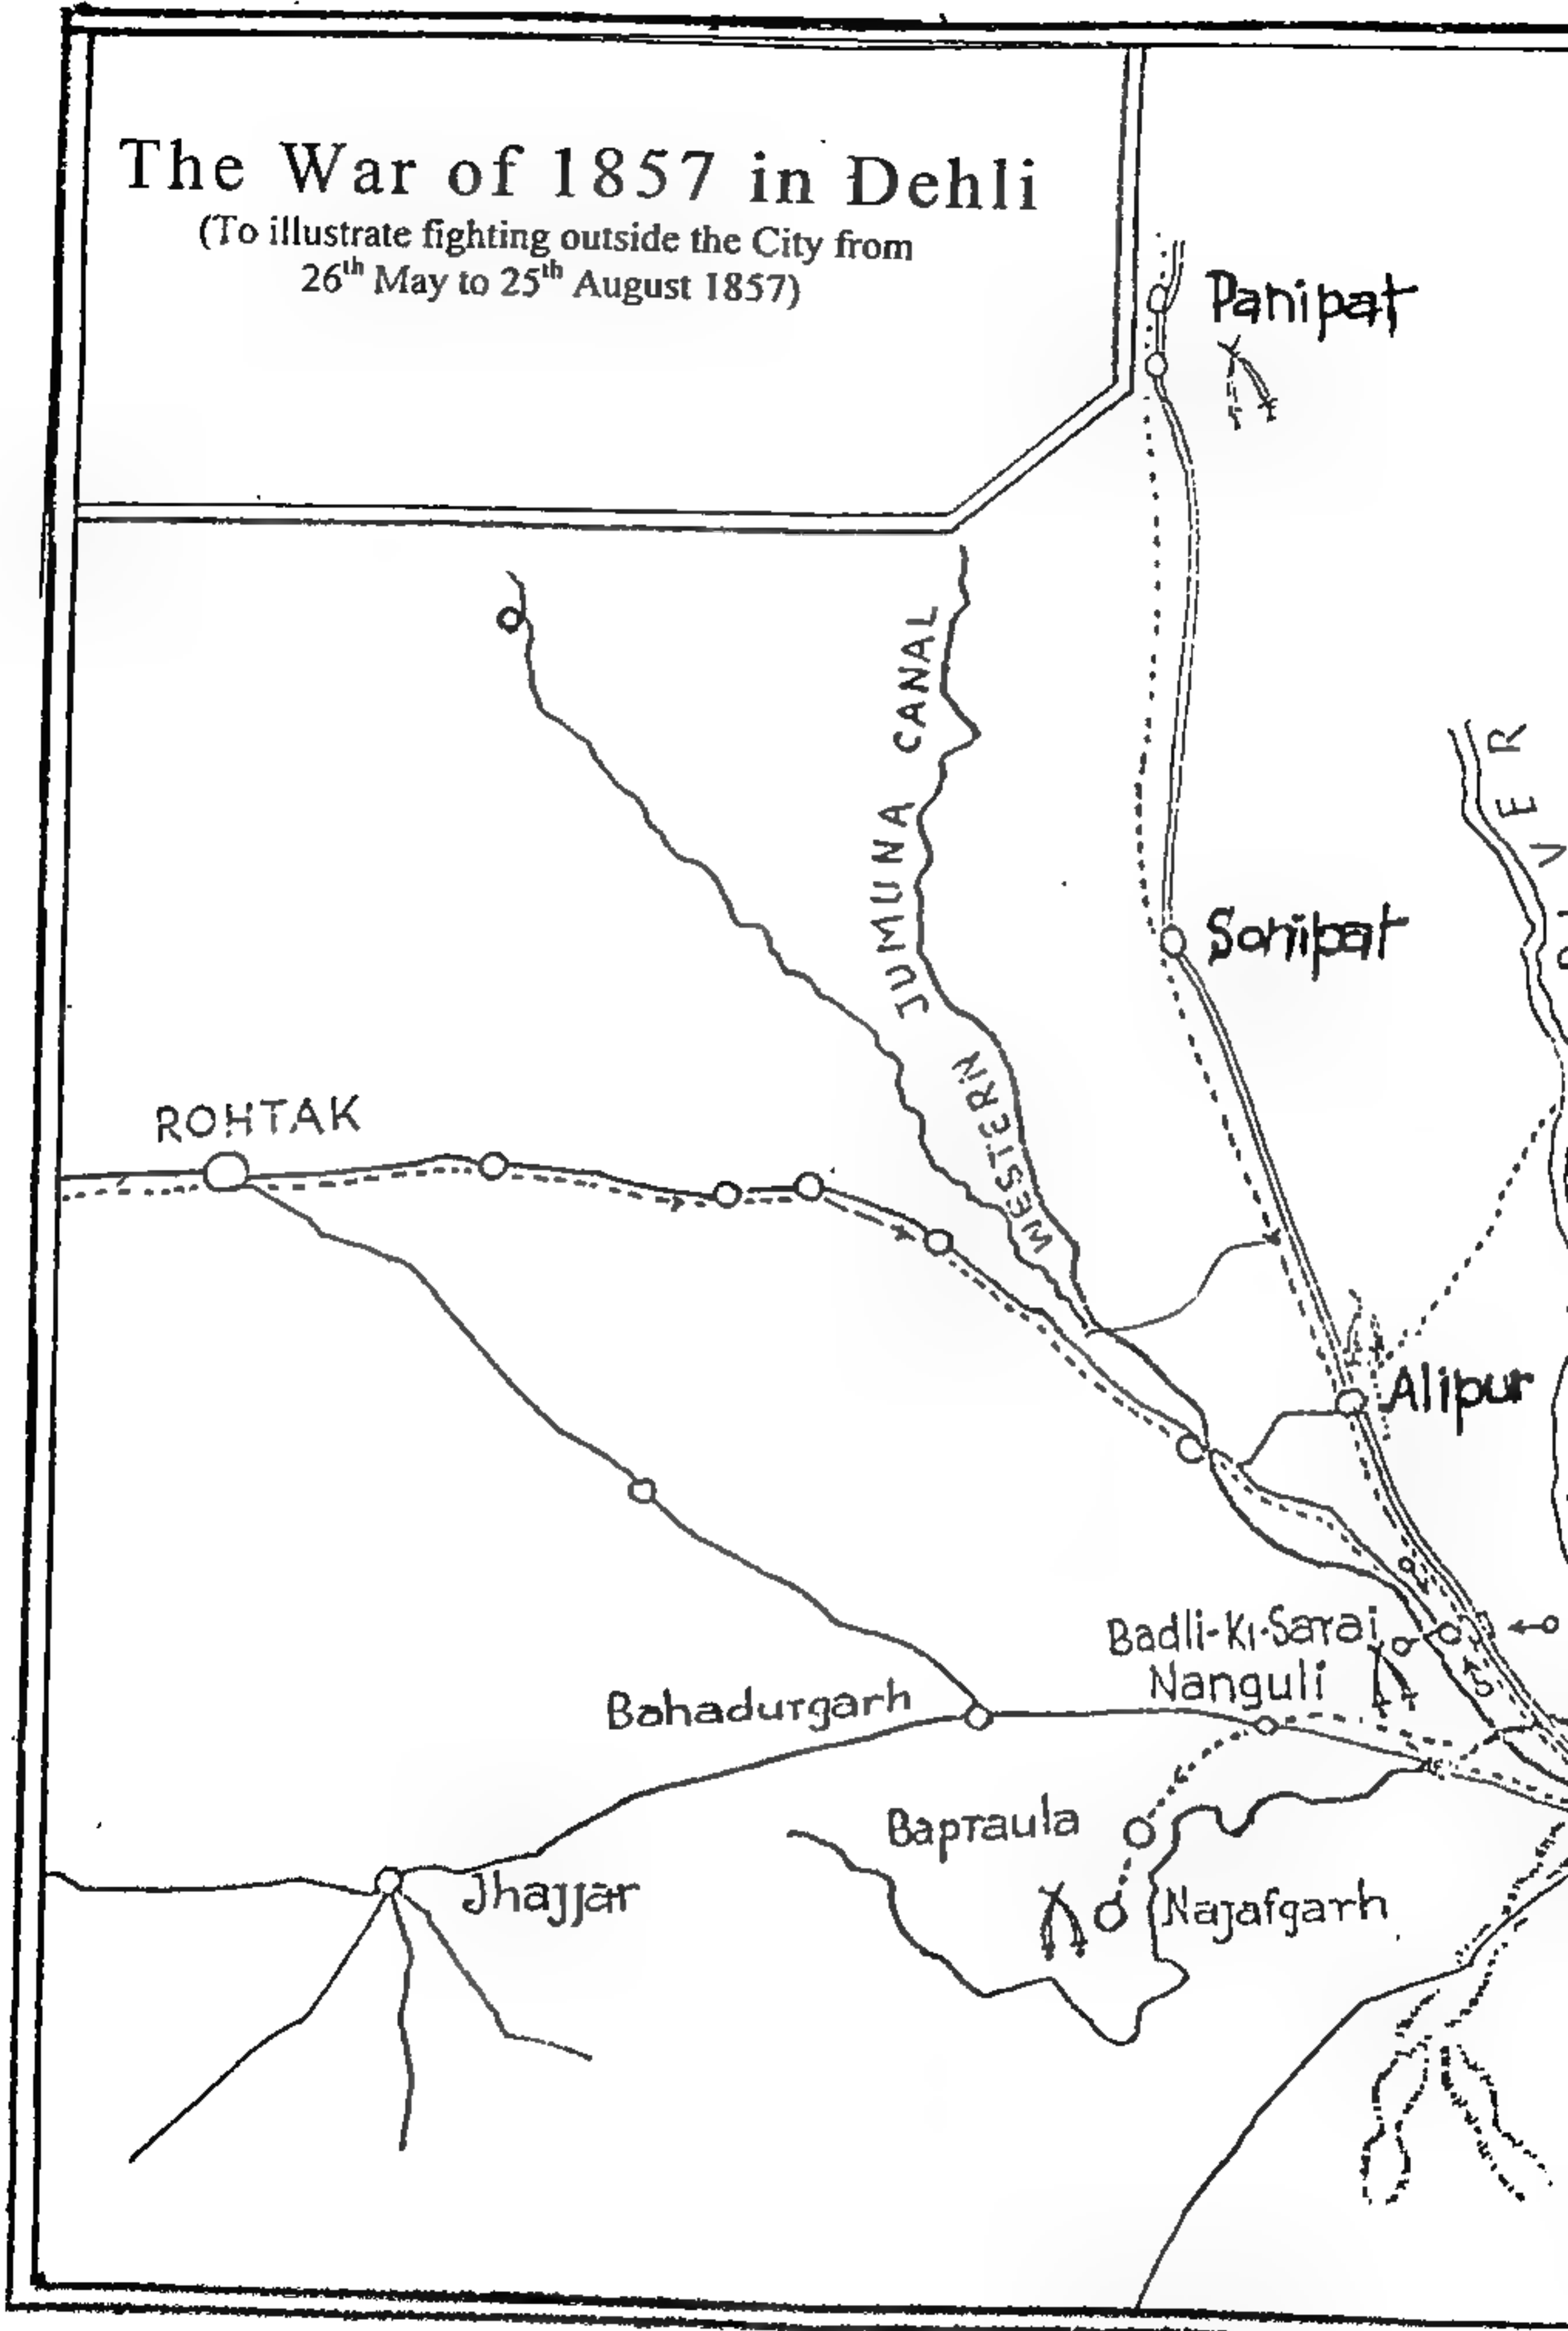 The War of 1857 in Dehli
(To illustrate fighting outside the City from
26th May to 25th August 1857)
Panipat
WESTERN JUMUNA CANAL
Sonipat
ROHTAK
Alipur
Badli-Ki-Sarai
Nanguli
Bahadurgarh
Bapraula
Jhajjar
Najafgarh